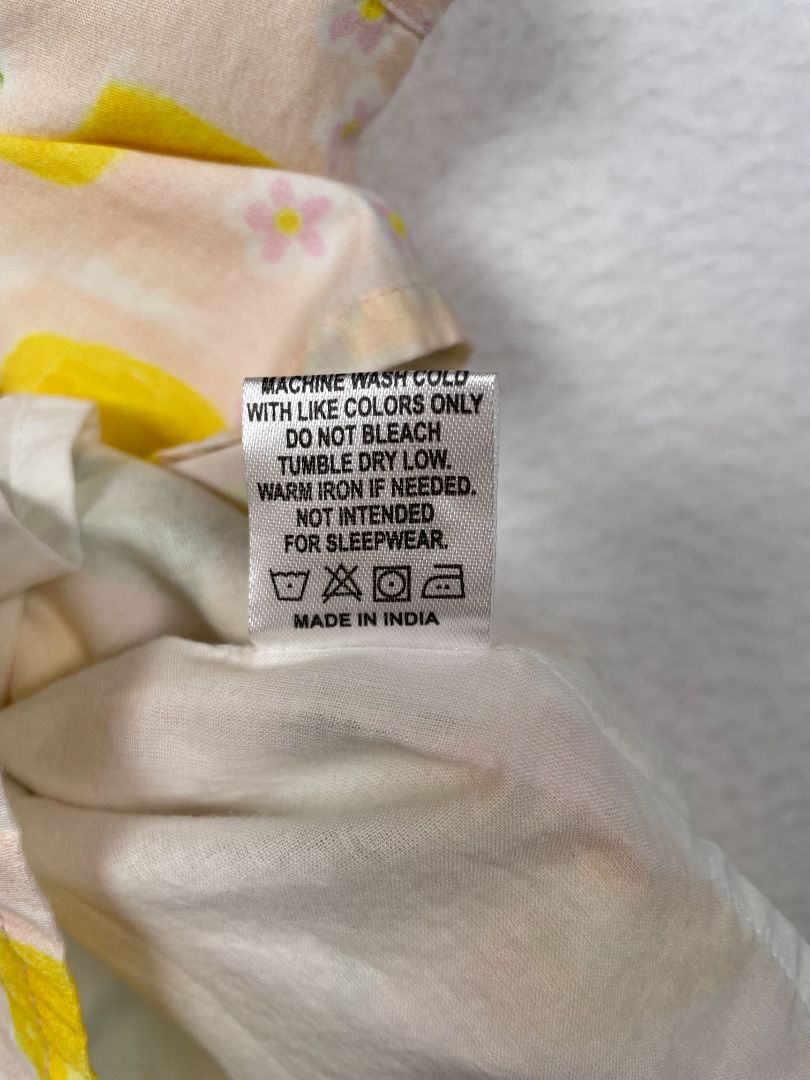 MACHINE WASH COLD
WITH LIKE COLORS ONLY
DO NOT BLEACH
TUMBLE DRY LOW.
WARM IRON IF NEEDED.
NOT INTENDED
FOR SLEEPWEAR.
MADE IN INDIA